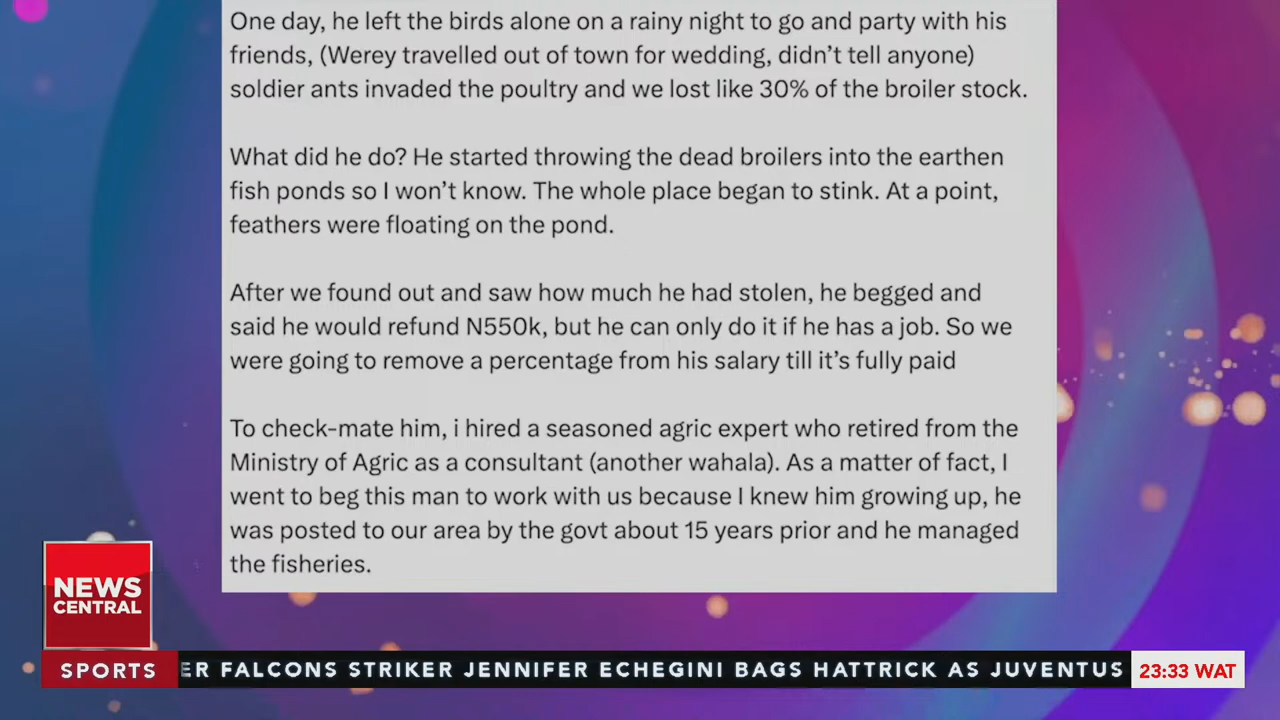 One day, he left the birds alone on a rainy night to go and party with his
friends, (Werey travelled out of town for wedding, didn't tell anyone)
soldier ants invaded the poultry and we lost like 30% of the broiler stock.
What did he do? He started throwing the dead broilers into the earthen
fish ponds so I won't know. The whole place began to stink. At a point,
feathers were floating on the pond.
After we found out and saw how much he had stolen, he begged and
said he would refund N550k, but he can only do it if he has a job. So we
were going to remove a percentage from his salary till it's fully paid
To check-mate him, i hired a seasoned agric expert who retired from the
Ministry of Agric as a consultant (another wahala). As a matter of fact, I
went to beg this man to work with us because I knew him growing up, he
was posted to our area by the govt about 15 years prior and he managed
the fisheries.
NEWS
CENTRAL
SPORTS ER FALCONS STRIKER JENNIFER ECHEGINI BAGS HATTRICK AS JUVENTUS 23:33 WAT